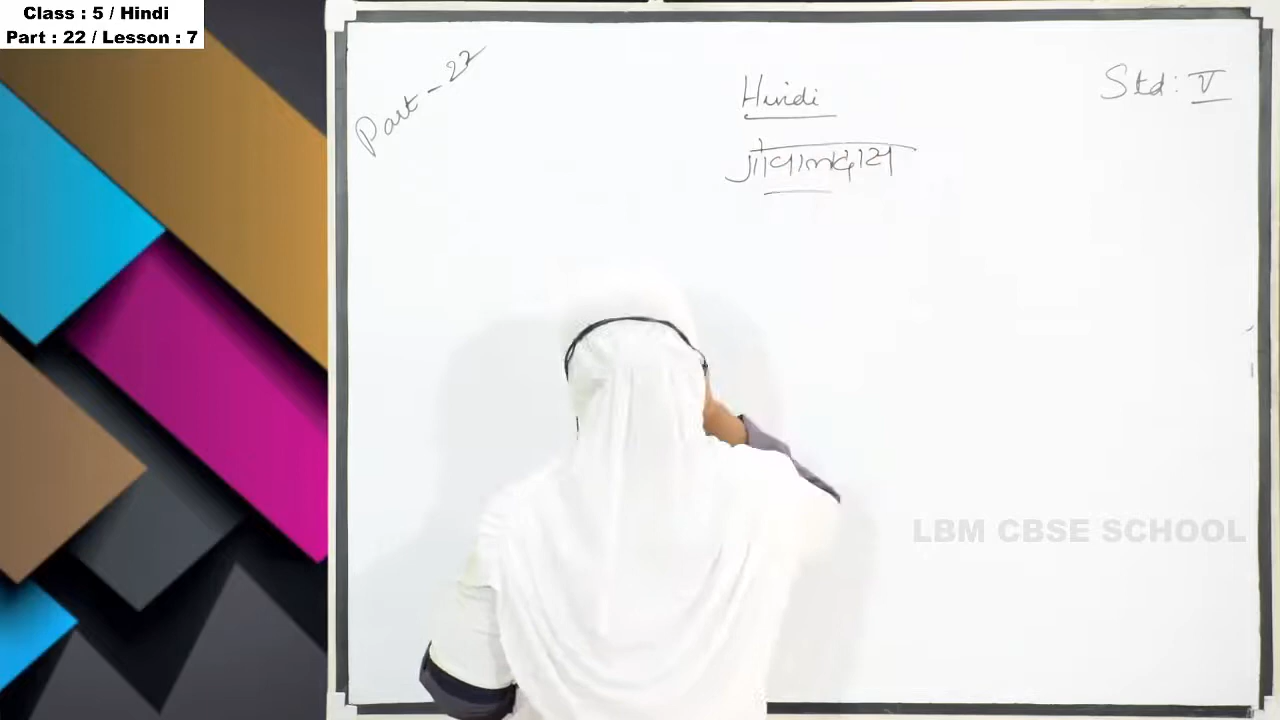 Class : 5 / Hindi
Part : 22 / Lesson : 7
Part - 22
Hindi
Std : V
LBM CBSE SCHOOL